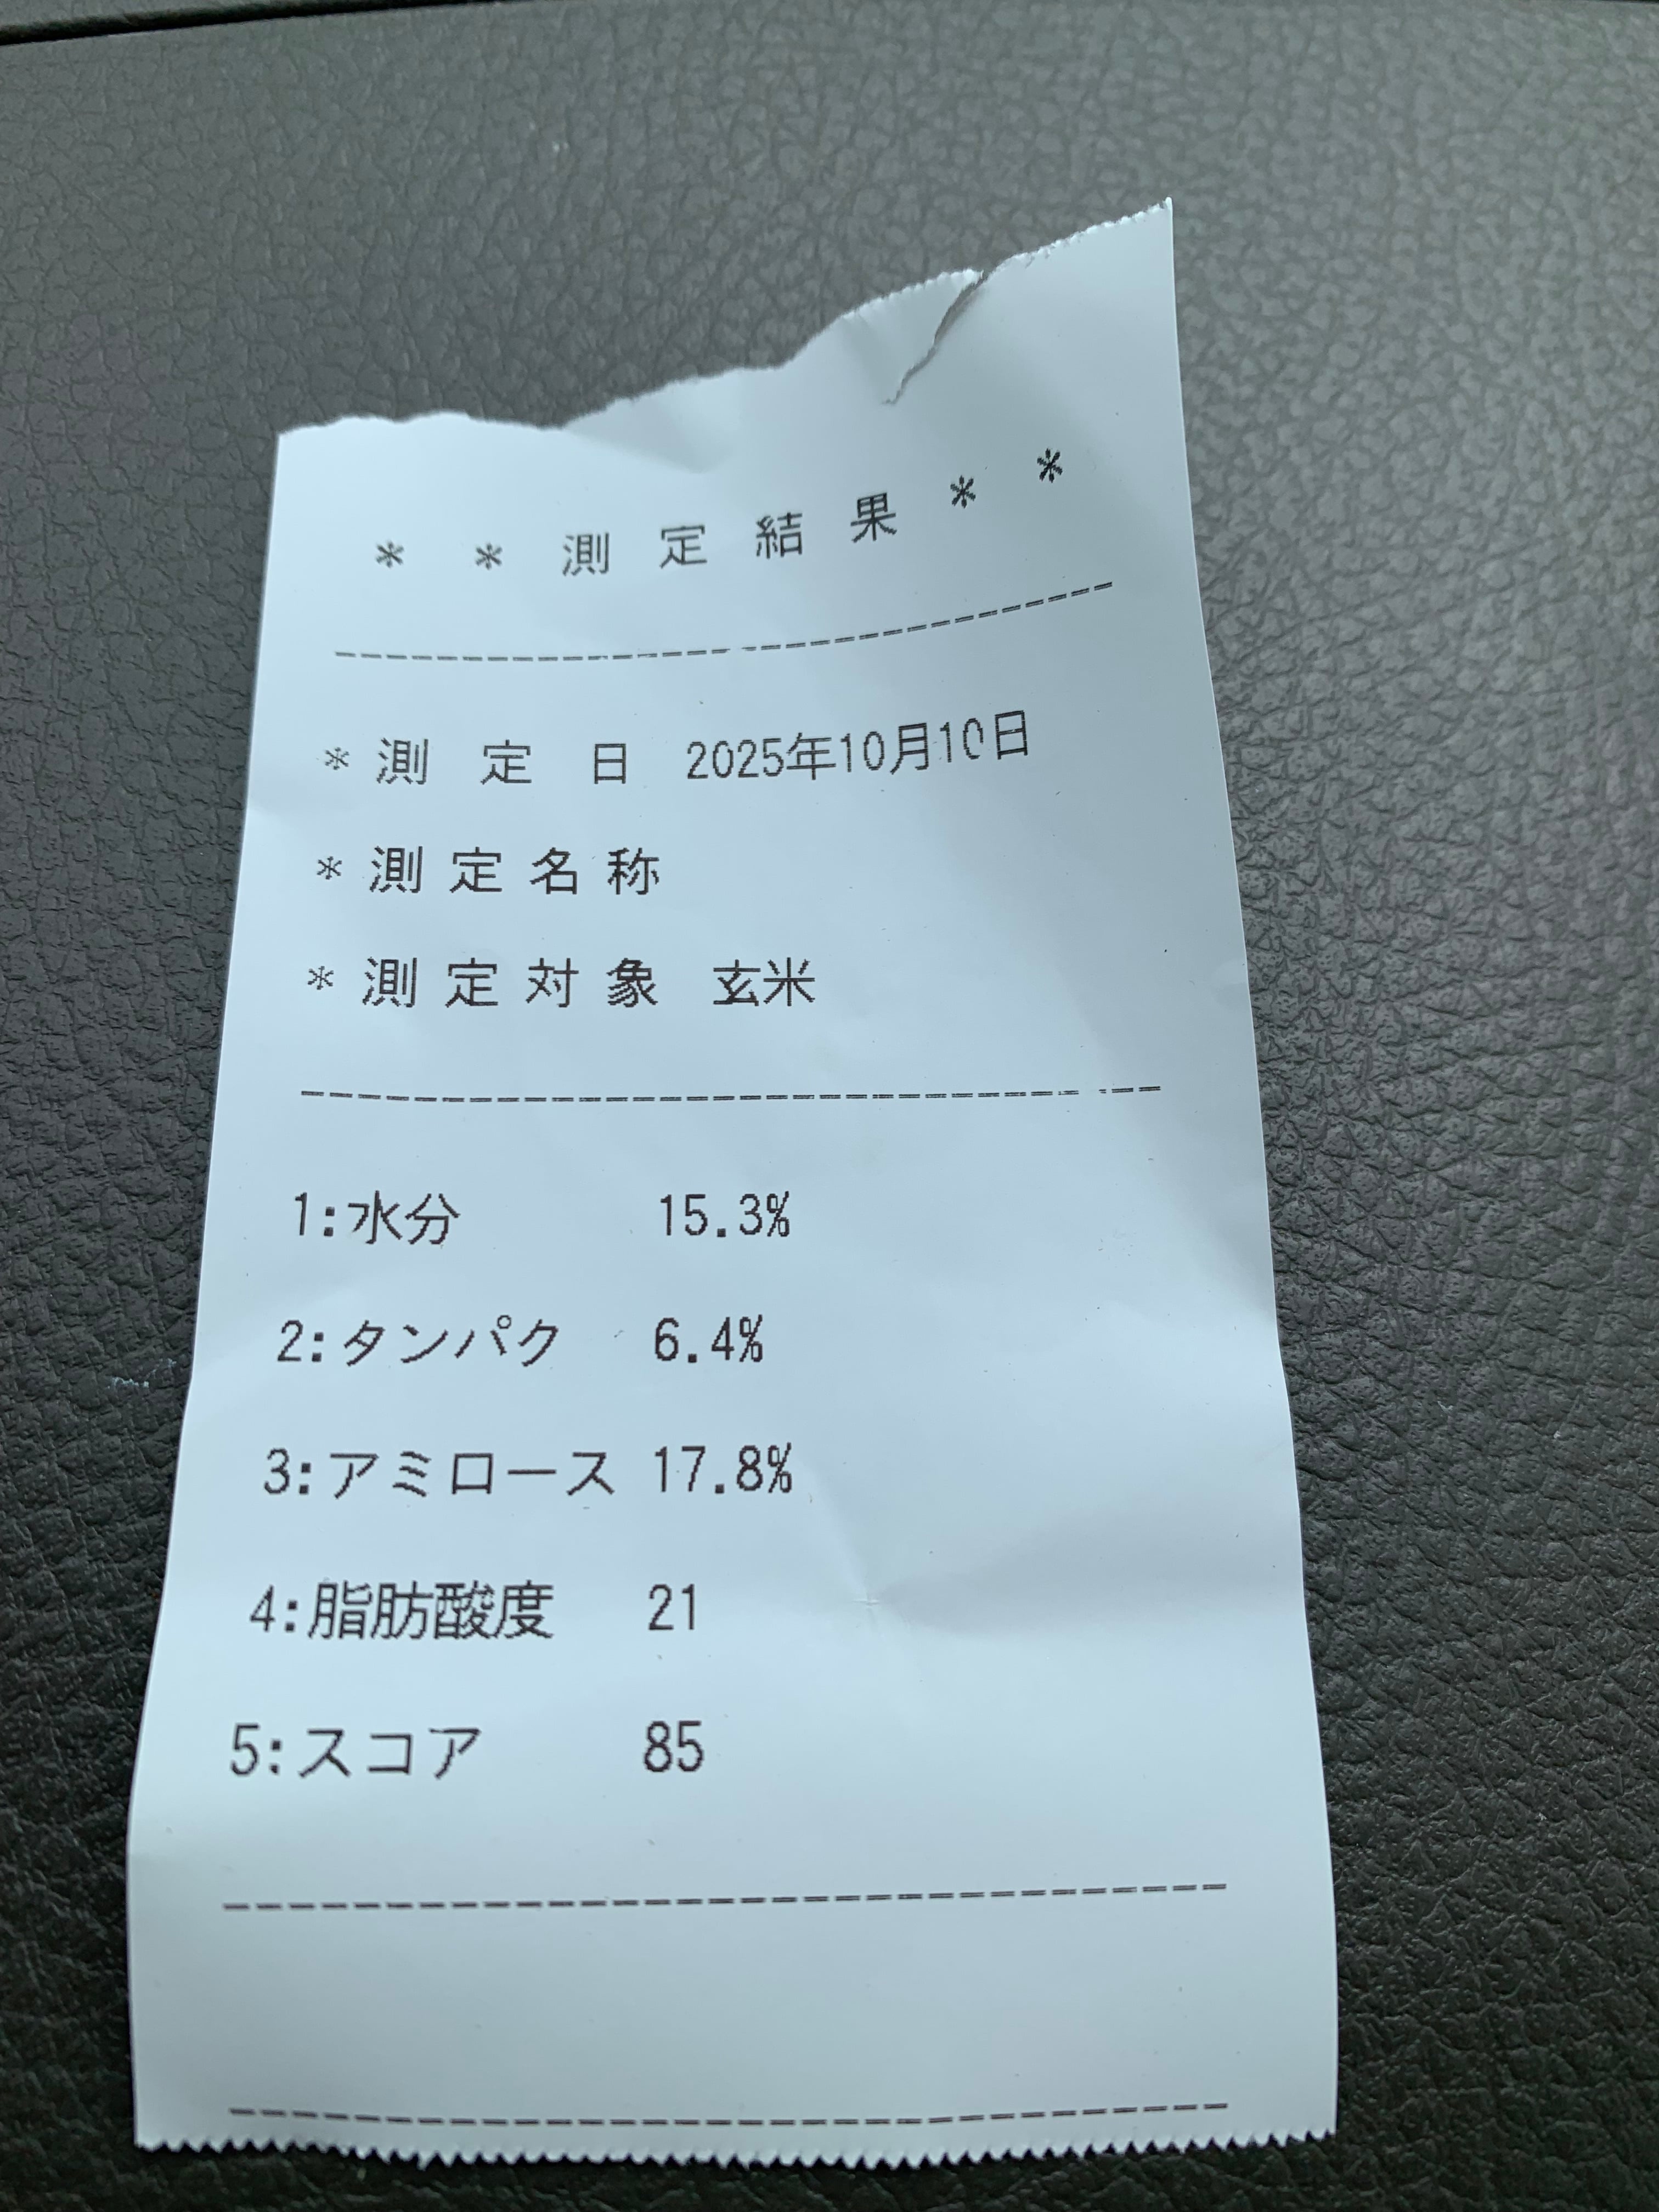 ＊＊測定結果＊＊
＊測定日 2025年10月10日
＊測定名称
＊測定対象 玄米
1:水分 15.3%
2:タンパク 6.4%
3:アミロース 17.8%
4:脂肪酸度 21
5:スコア 85